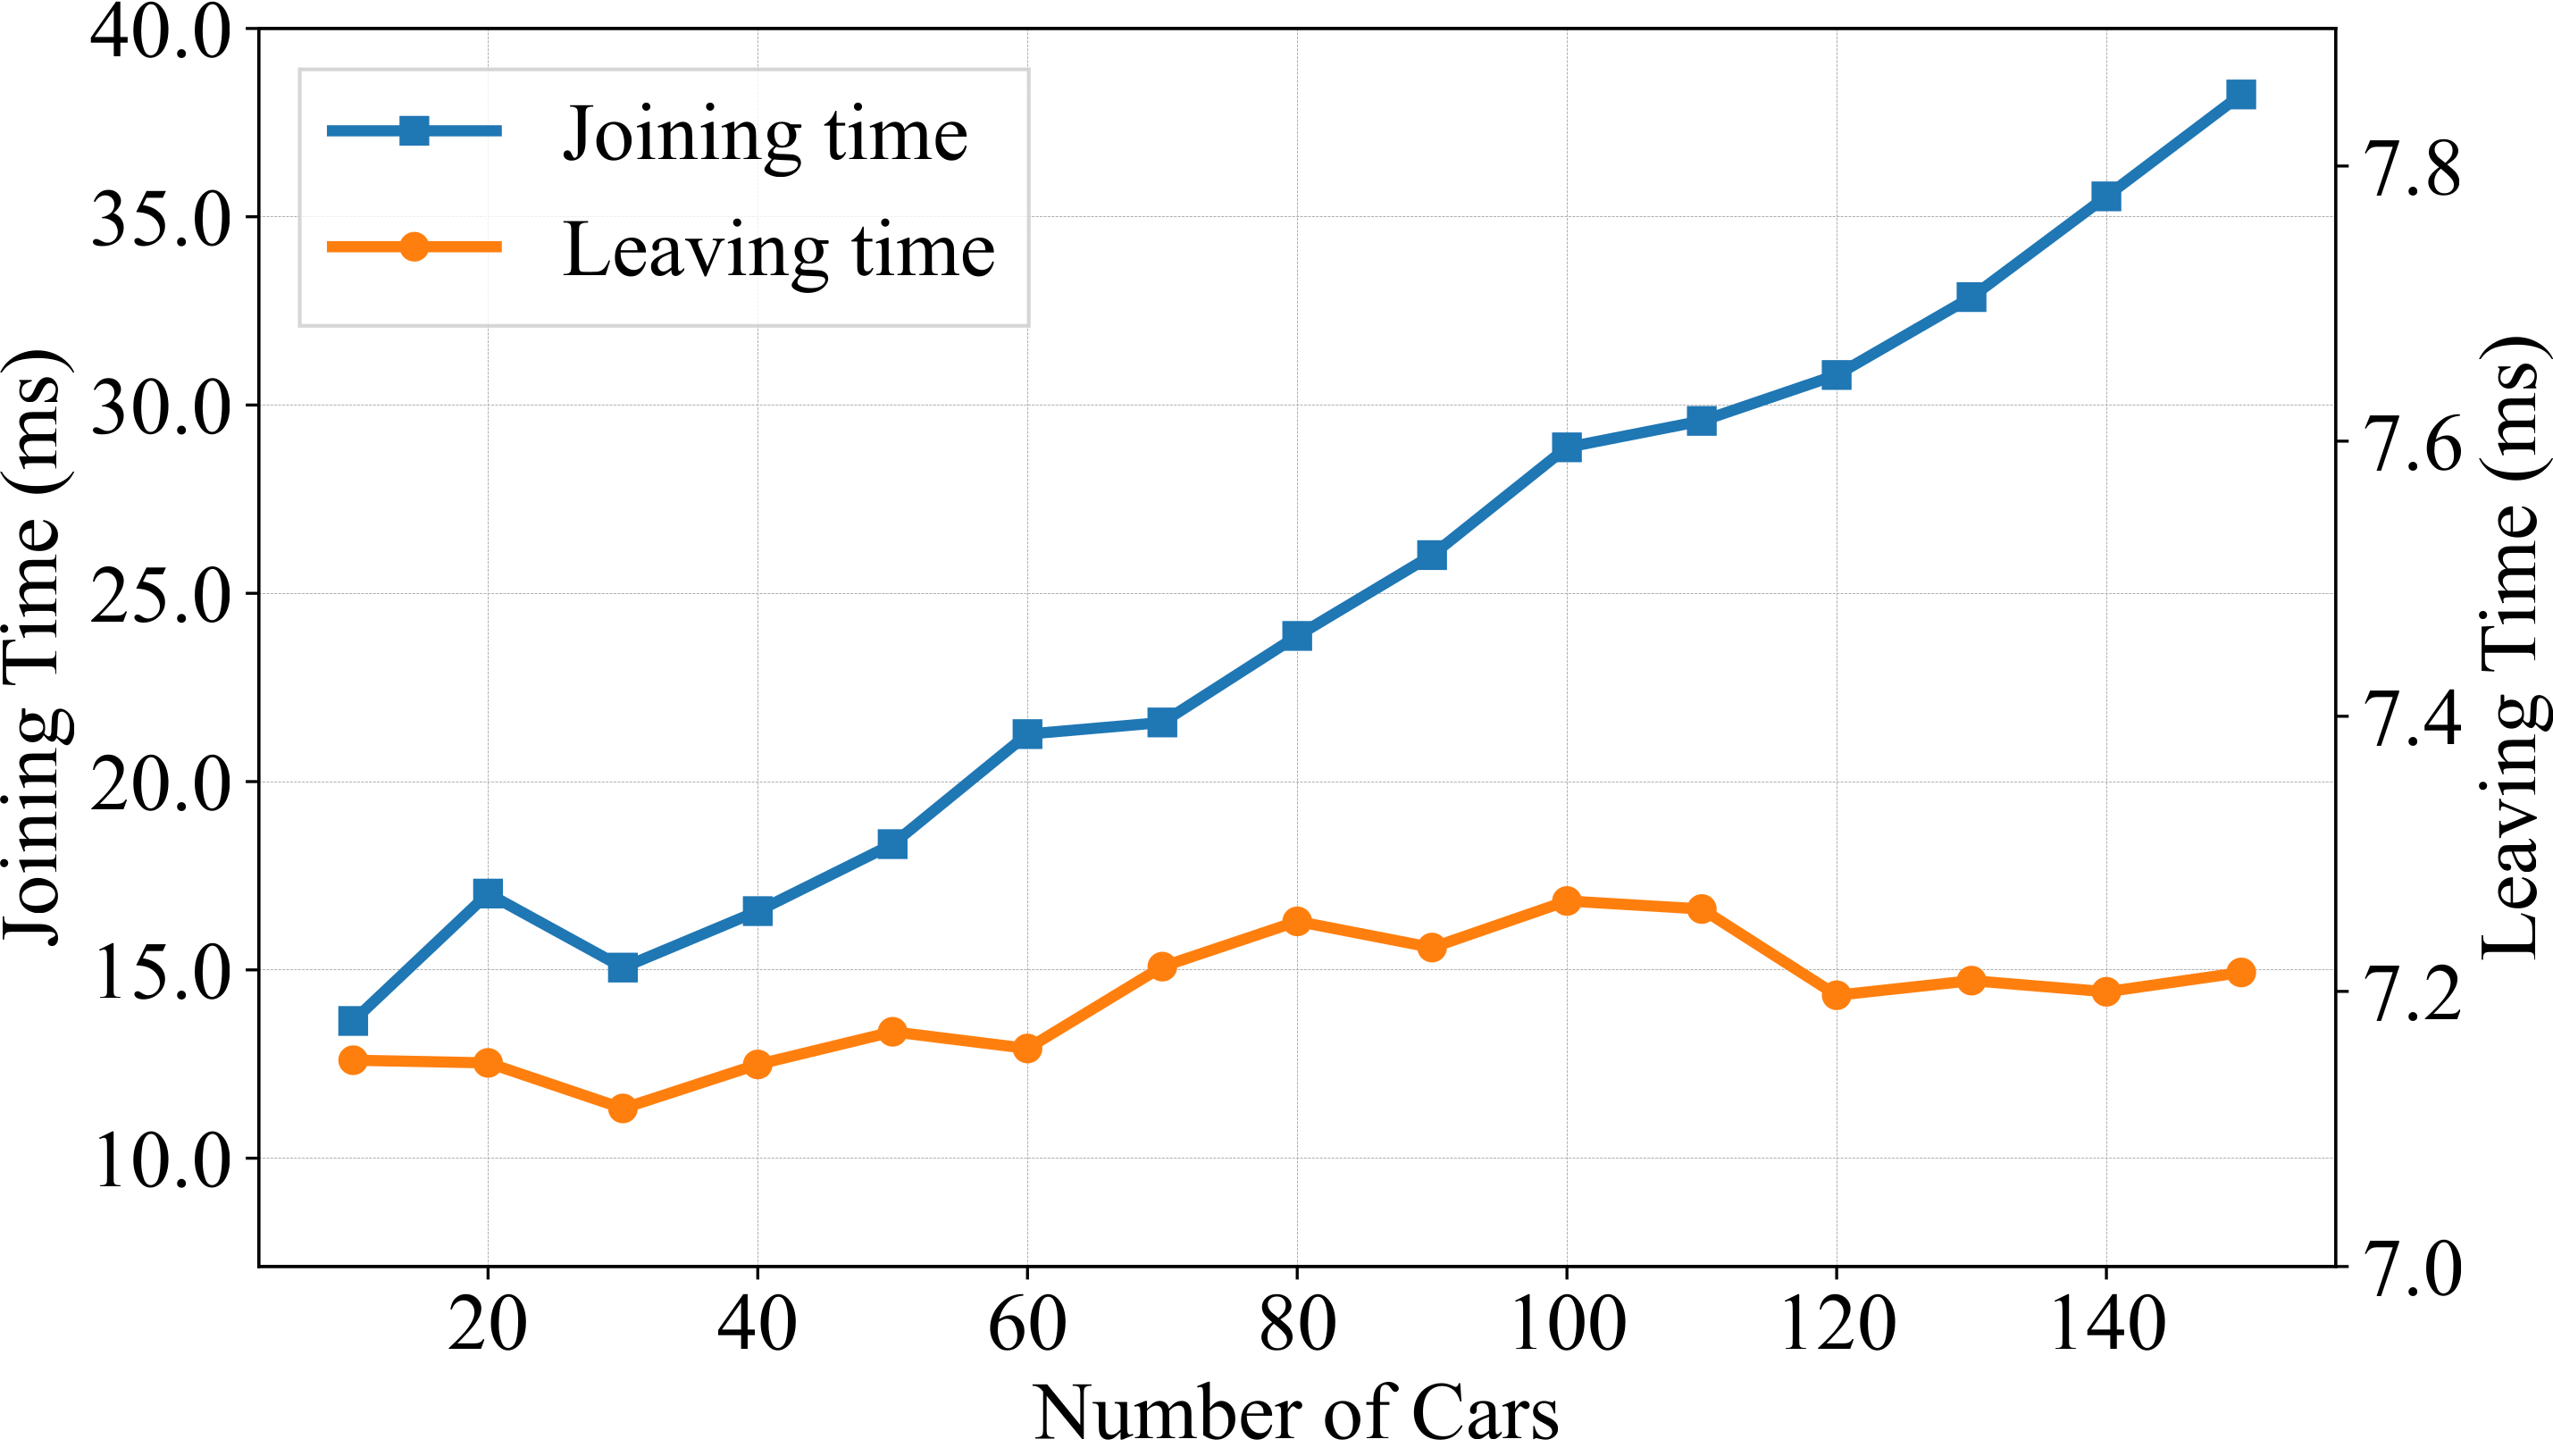 Joining time
Leaving time
Joining Time (ms)
40.0
35.0
30.0
25.0
20.0
15.0
10.0
7.8
7.6
7.4
7.2
7.0
Leaving Time (ms)
20 40 60 80 100 120 140
Number of Cars